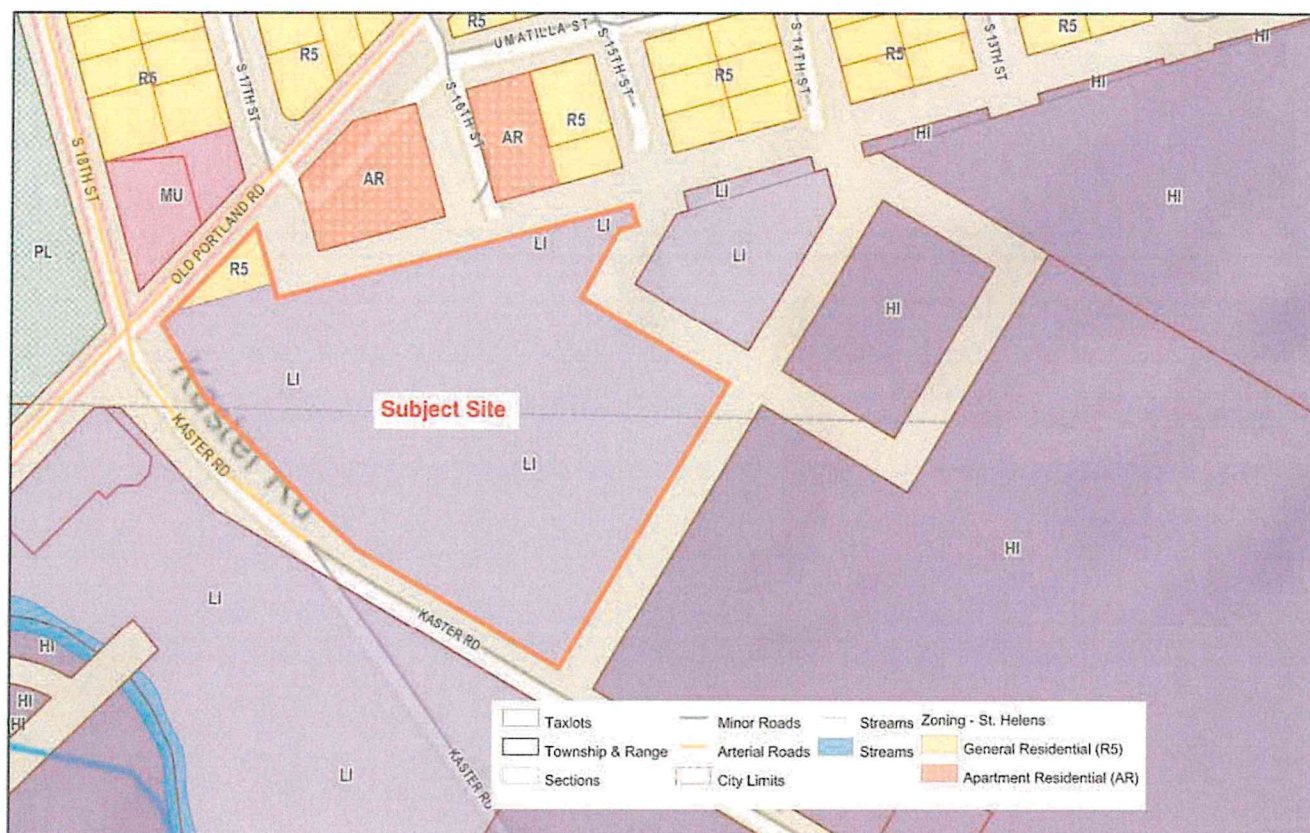 UMATILLA ST
R5
R5
R5
R5
R5
R5
HI
HI
HI
S 17TH ST
S 16TH ST
S 15TH ST
S 14TH ST
S 13TH ST
S 18TH ST
AR
R5
AR
MU
PL
OLD PORTLAND RD
R5
LI
LI
LI
LI
HI
HI
LI
Subject Site
LI
KASTER RD
Kaster Rd
HI
LI
KASTER RD
HI
HI
HI
LI
KASTER RD
Taxlots
Minor Roads
Streams
Zoning - St. Helens
Township & Range
Arterial Roads
Streams
General Residential (R5)
Sections
City Limits
Apartment Residential (AR)